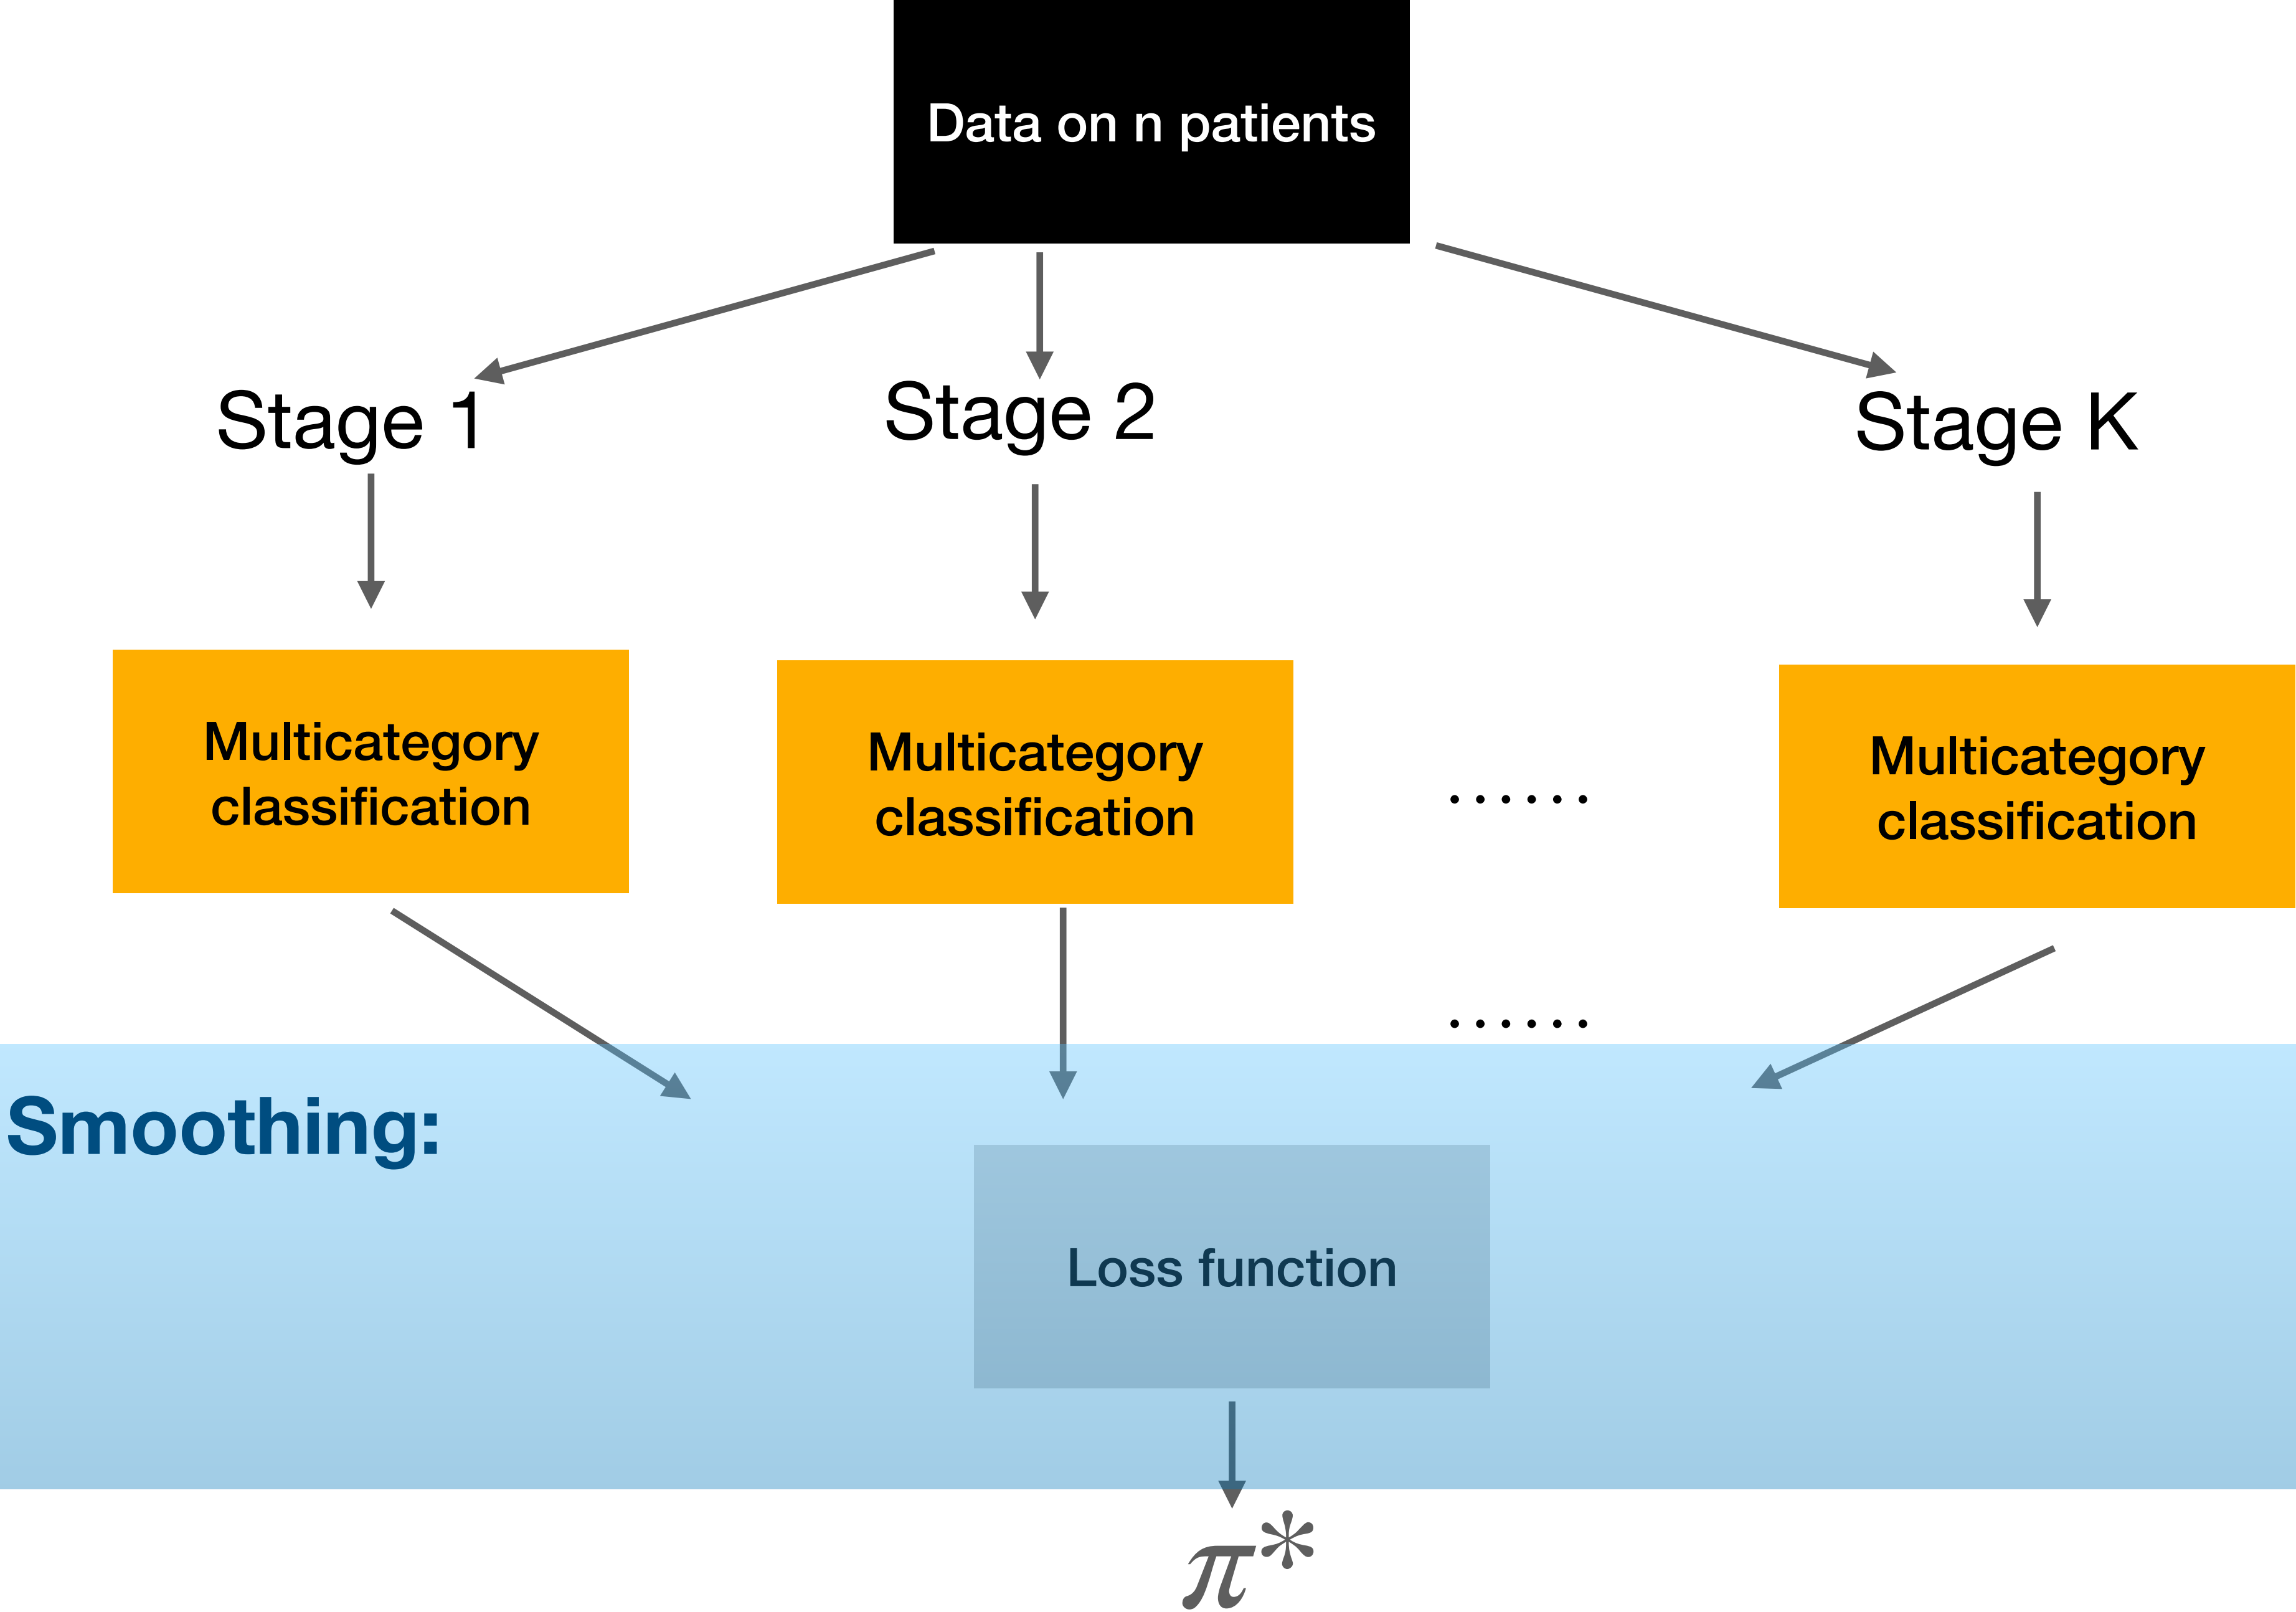 Data on n patients
Stage 1
Stage 2
Stage K
Multicategory
classification
Multicategory
classification
......
Multicategory
classification
......
Smoothing:
Loss function
π*